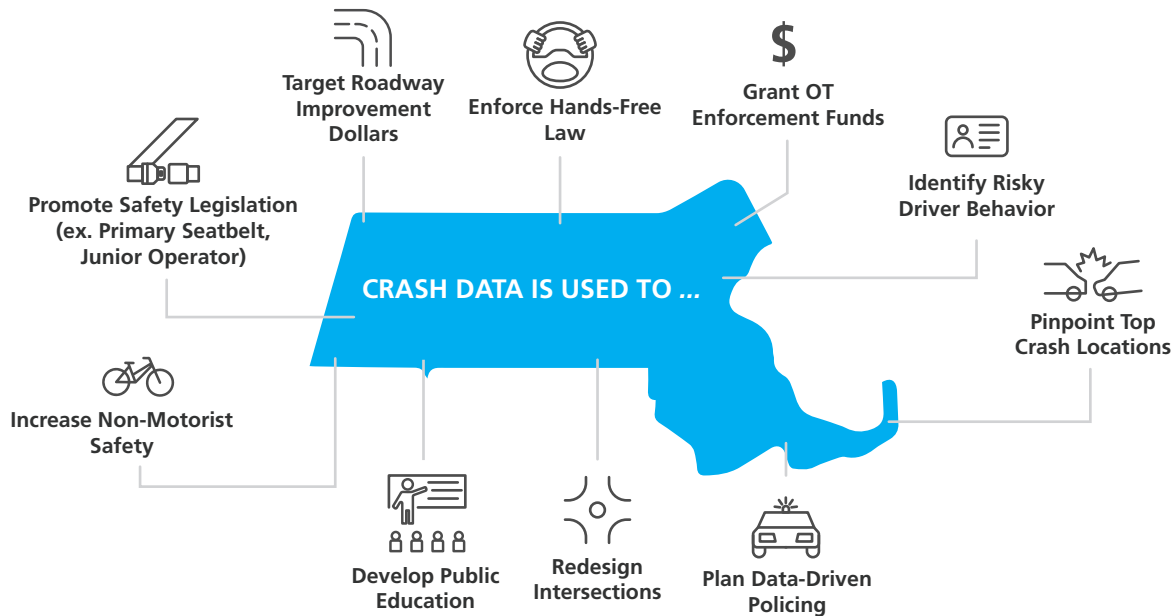 Target Roadway
Improvement
Dollars
Enforce Hands-Free
Law
$
Grant OT
Enforcement Funds
Promote Safety Legislation
(ex. Primary Seatbelt,
Junior Operator)
Identify Risky
Driver Behavior
CRASH DATA IS USED TO ...
Pinpoint Top
Crash Locations
Increase Non-Motorist
Safety
Develop Public
Education
Redesign
Intersections
Plan Data-Driven
Policing